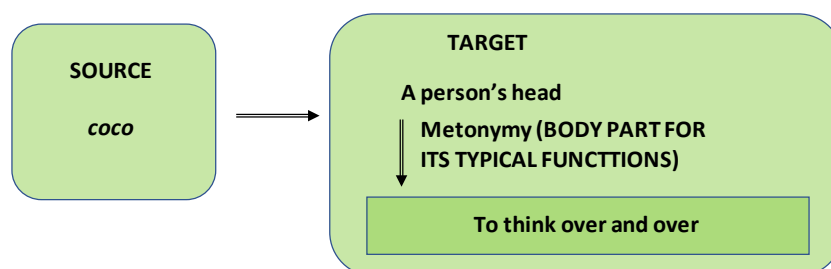 SOURCE
coco
TARGET
A person's head
Metonymy (BODY PART FOR
ITS TYPICAL FUNCTTIONS)
To think over and over